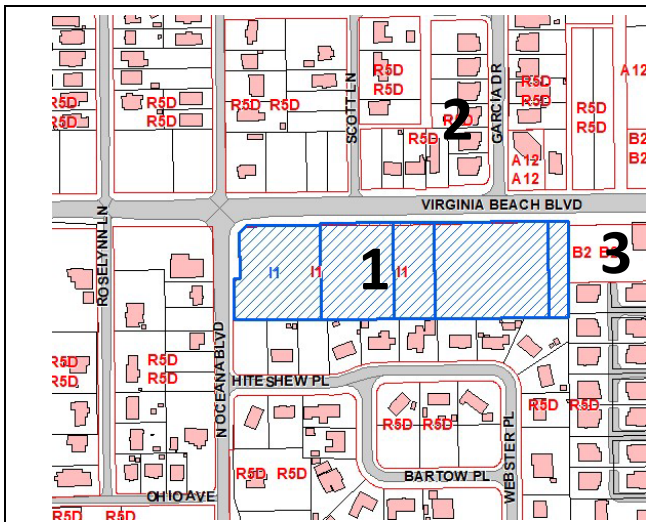 R5D
R5D
R5D
R5D
R5D
R5D
R5D R5D
R5D
R5D
SCOTT LN
R5D
R5D
2
GARCIA DR
R5D
R5D
A12
A12
R5D
R5D
A12
B2
B2
VIRGINIA BEACH BLVD
ROSELYNN LN
R5D
R5D
R5D
R5D
N OCEANA BLVD
I1
I1
1
I1
B2 B2
3
HITESHEW PL
R5D R5D
R5D R5D
BARTOW PL
WEBSTER PL
R5D R5D
OHIO AVE
R5D R5D